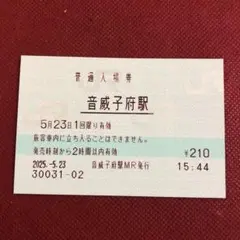 普通入場券
音威子府駅
5月23日1回限り有効
旅客車内に立ち入ることはできません。
発売時刻から2時間以内有効
¥210
2025.-5.23 音威子府駅MR発行 15:44
30031-02